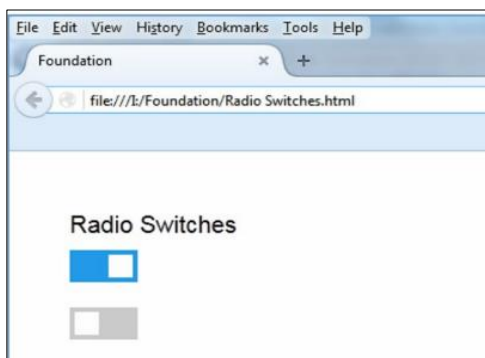 File Edit View History Bookmarks Tools Help
Foundation × +
file:///I:/Foundation/Radio Switches.html
Radio Switches